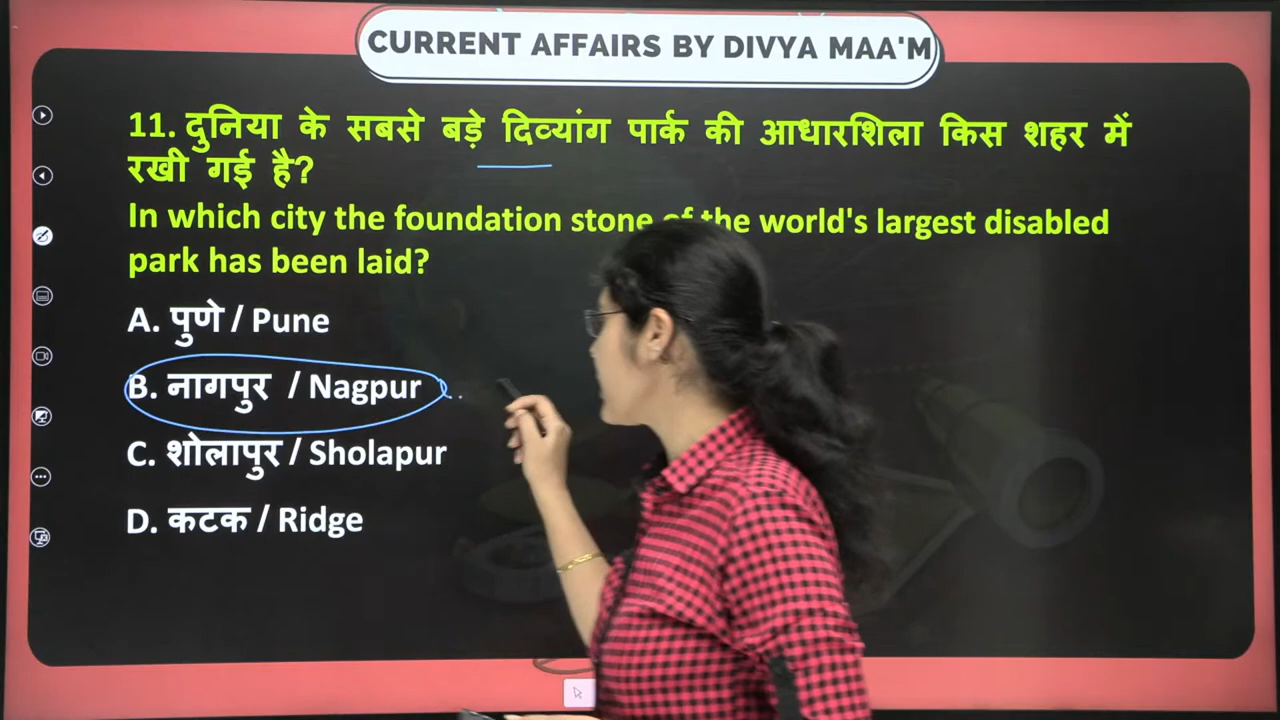 CURRENT AFFAIRS BY DIVYA MAA'M
11. दुनिया के सबसे बड़े दिव्यांग पार्क की आधारशिला किस शहर में
रखी गई है?
In which city the foundation stone of the world's largest disabled
park has been laid?
A. पुणे / Pune
B. नागपुर / Nagpur
C. शोलापुर / Sholapur
D. कटक / Ridge